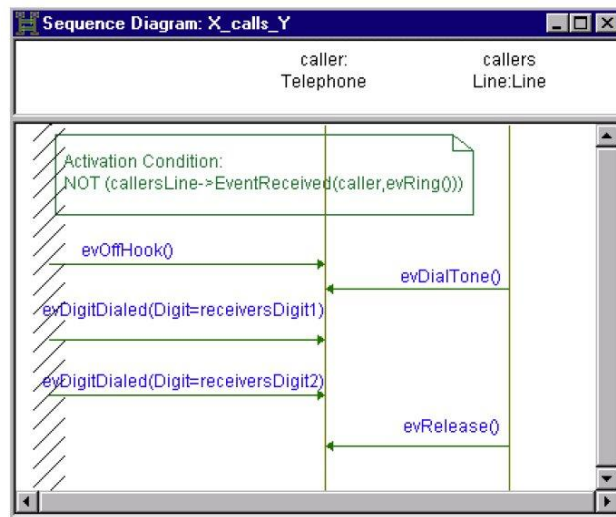 Sequence Diagram: X_calls_Y
caller:
Telephone
callers
Line:Line
Activation Condition:
NOT (callersLine->EventReceived(caller,evRing()))
evOffHook()
evDialTone()
evDigitDialed(Digit=receiversDigit1)
evDigitDialed(Digit=receiversDigit2)
evRelease()